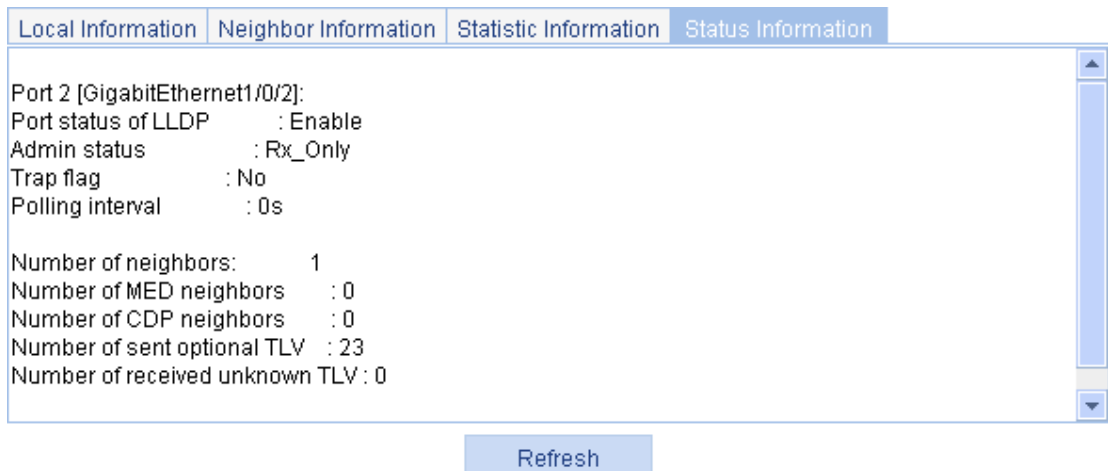 Local Information Neighbor Information Statistic Information Status Information
Port 2 [GigabitEthernet1/0/2]:
Port status of LLDP : Enable
Admin status : Rx_Only
Trap flag : No
Polling interval : 0s
Number of neighbors: 1
Number of MED neighbors : 0
Number of CDP neighbors : 0
Number of sent optional TLV : 23
Number of received unknown TLV : 0
Refresh